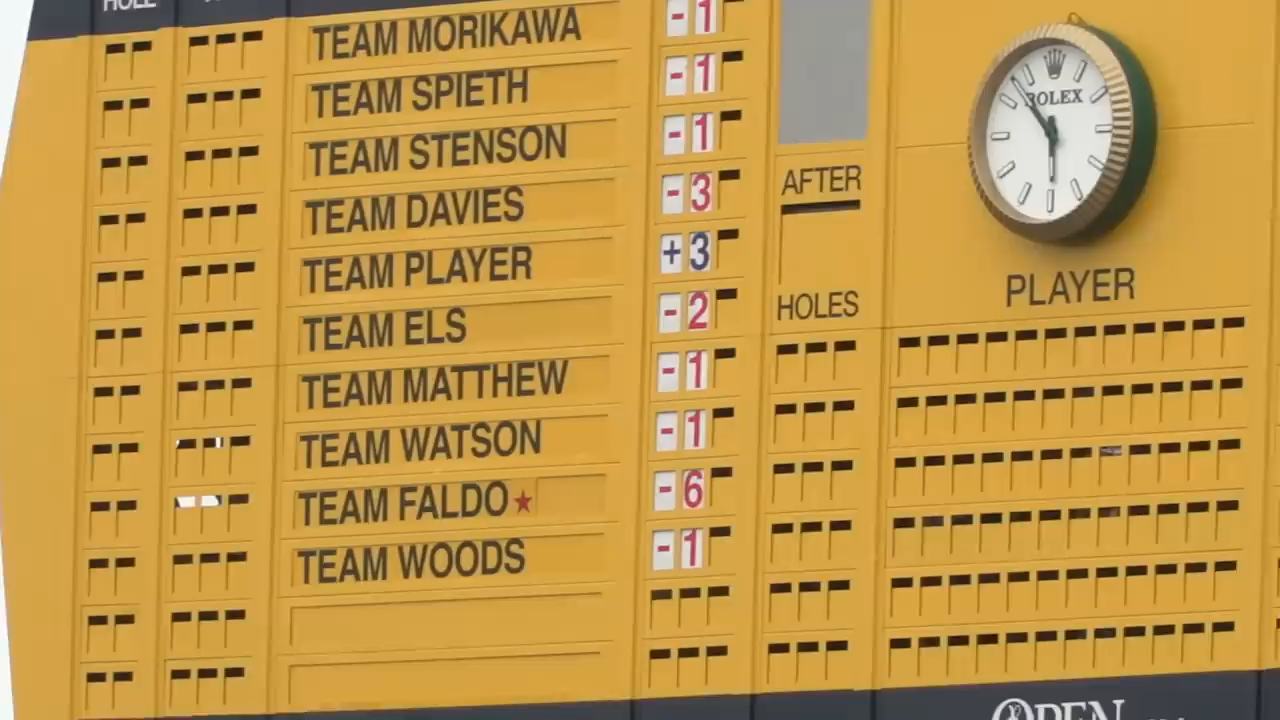 HOLE
TEAM MORIKAWA -1
TEAM SPIETH -1
TEAM STENSON -1
TEAM DAVIES -3
TEAM PLAYER +3
TEAM ELS -2
TEAM MATTHEW -1
TEAM WATSON -1
TEAM FALDO★ -6
TEAM WOODS -1
AFTER
HOLES
ROLEX
PLAYER
OPEN